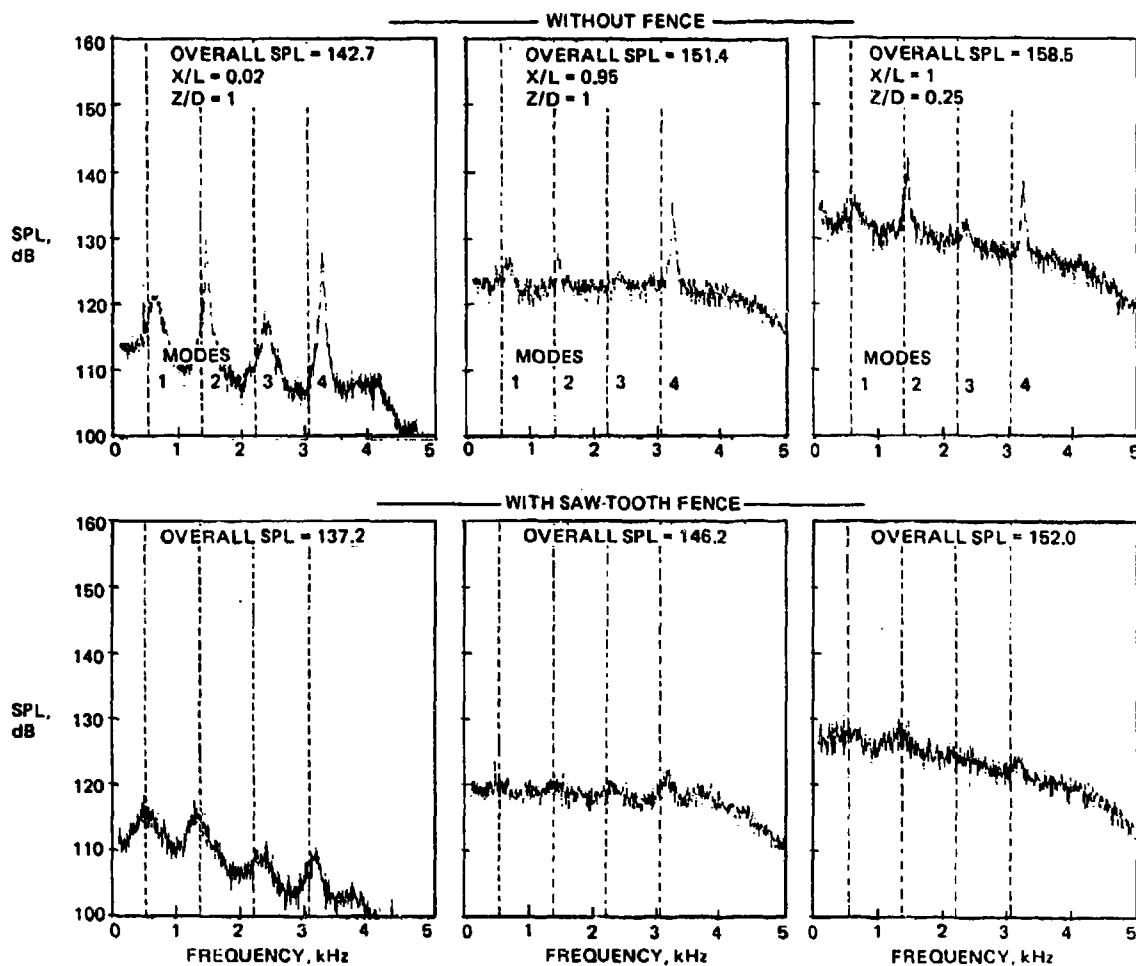 WITHOUT FENCE
OVERALL SPL = 142.7
X/L = 0.02
Z/D = 1
OVERALL SPL = 151.4
X/L = 0.95
Z/D = 1
OVERALL SPL = 158.5
X/L = 1
Z/D = 0.25
160
150
140
130
120
110
100
SPL,
dB
MODES
1 2 3 4
MODES
1 2 3 4
MODES
1 2 3 4
0 1 2 3 4 5
0 1 2 3 4 5
0 1 2 3 4 5
WITH SAW-TOOTH FENCE
OVERALL SPL = 137.2
OVERALL SPL = 146.2
OVERALL SPL = 152.0
160
150
140
130
120
110
100
SPL,
dB
0 1 2 3 4 5
0 1 2 3 4 5
0 1 2 3 4 5
FREQUENCY, kHz
FREQUENCY, kHz
FREQUENCY, kHz